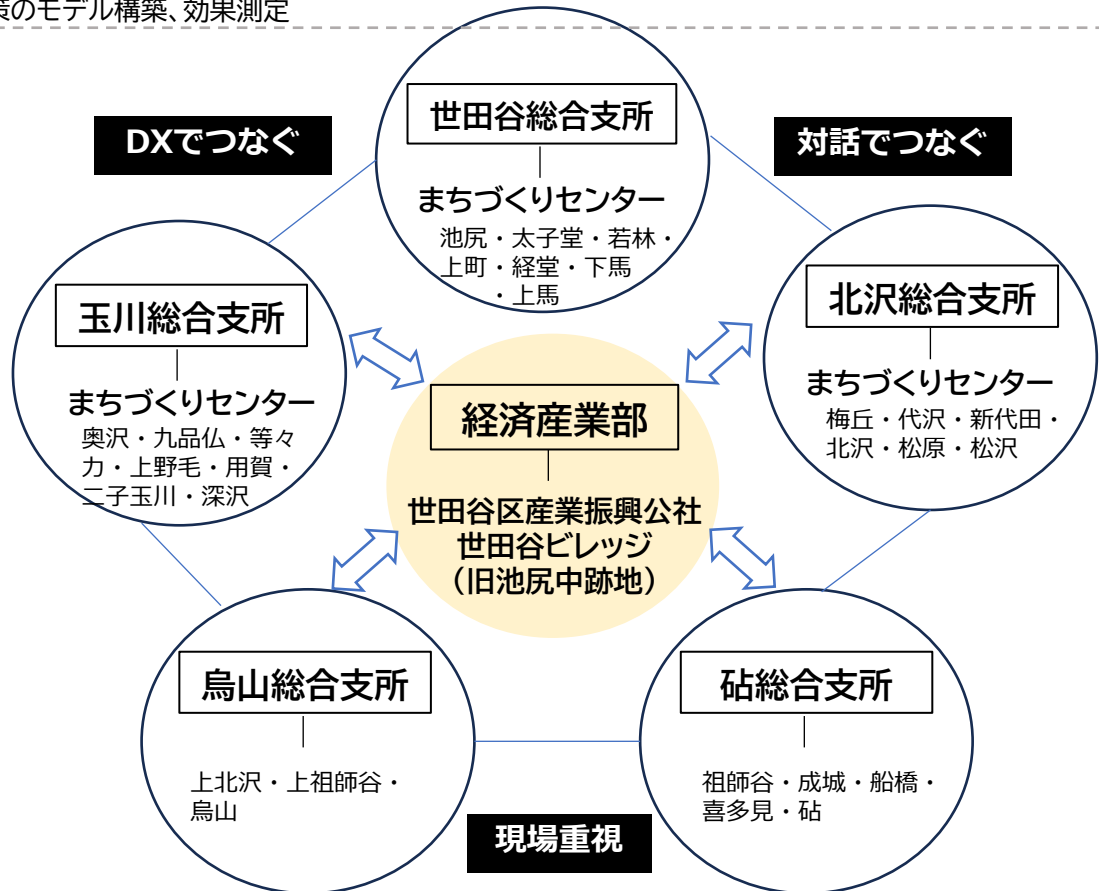 策のモデル構築、効果測定
世田谷総合支所
DXでつなぐ
対話でつなぐ
まちづくりセンター
池尻・太子堂・若林・
上町・経堂・下馬
・上馬
玉川総合支所
まちづくりセンター
奥沢・九品仏・等々
力・上野毛・用賀・
二子玉川・深沢
北沢総合支所
まちづくりセンター
梅丘・代沢・新代田・
北沢・松原・松沢
経済産業部
世田谷区産業振興公社
世田谷ビレッジ
（旧池尻中跡地）
烏山総合支所
上北沢・上祖師谷・
烏山
砧総合支所
祖師谷・成城・船橋・
喜多見・砧
現場重視